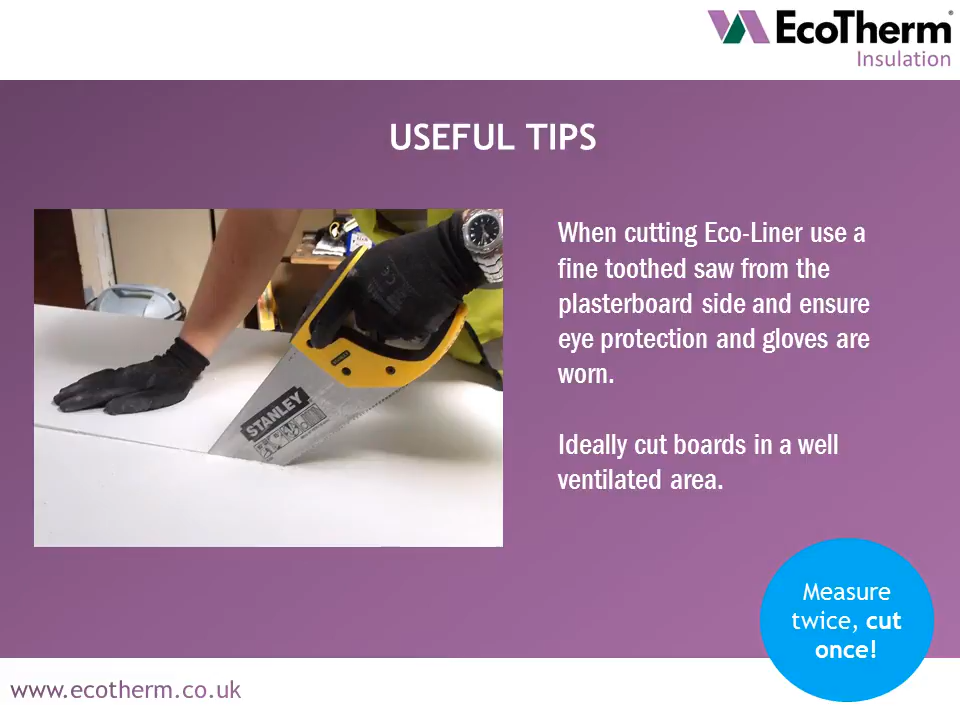 EcoTherm®
Insulation
USEFUL TIPS
When cutting Eco-Liner use a
fine toothed saw from the
plasterboard side and ensure
eye protection and gloves are
worn.
Ideally cut boards in a well
ventilated area.
STANLEY
Measure
twice, cut
once!
www.ecotherm.co.uk